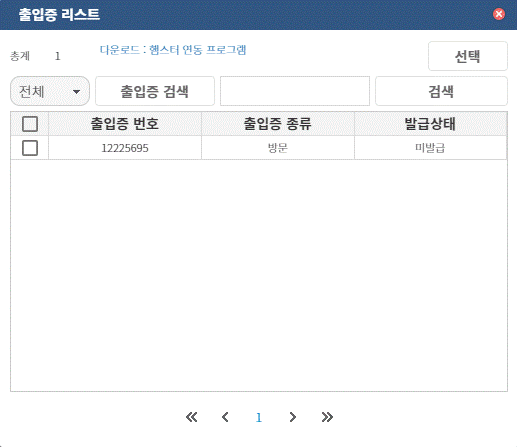 출입증 리스트
총계 1 다운로드 : 햄스터 연동 프로그램 선택
전체 출입증 검색 검색
출입증 번호 출입증 종류 발급상태
12225695 방문 미발급
1